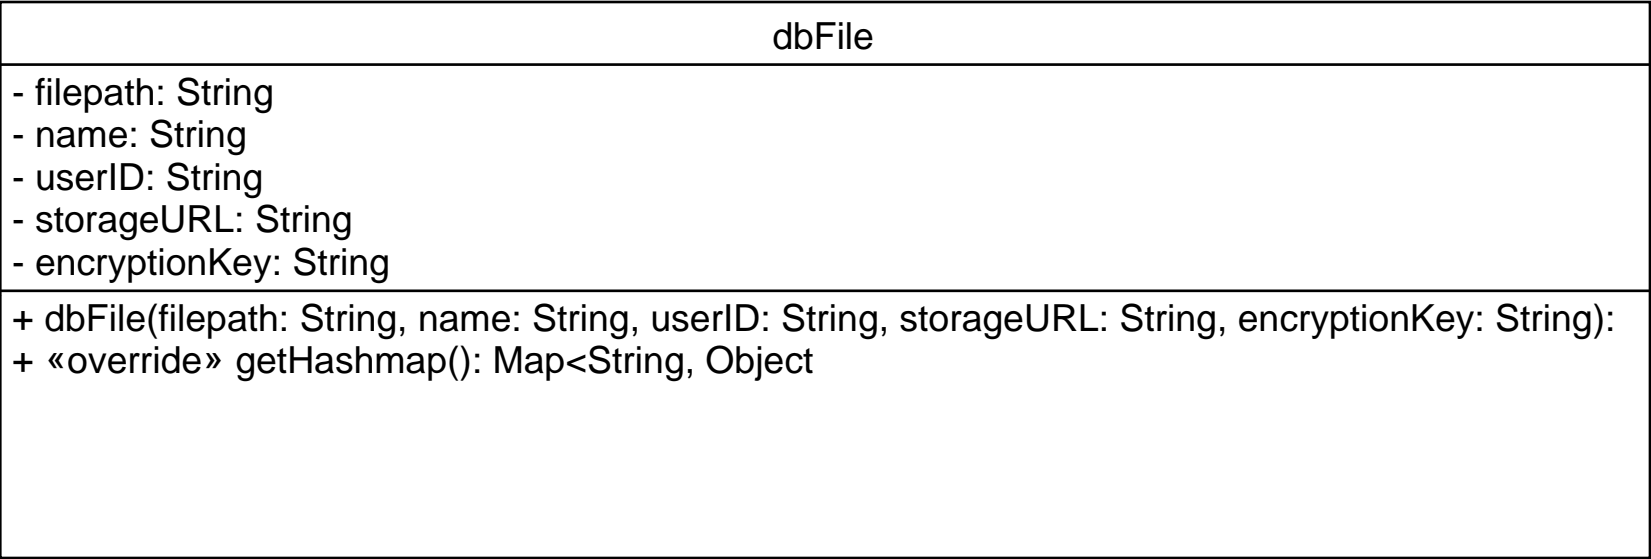 dbFile
- filepath: String
- name: String
- userID: String
- storageURL: String
- encryptionKey: String
+ dbFile(filepath: String, name: String, userID: String, storageURL: String, encryptionKey: String):
+ «override» getHashmap(): Map<String, Object